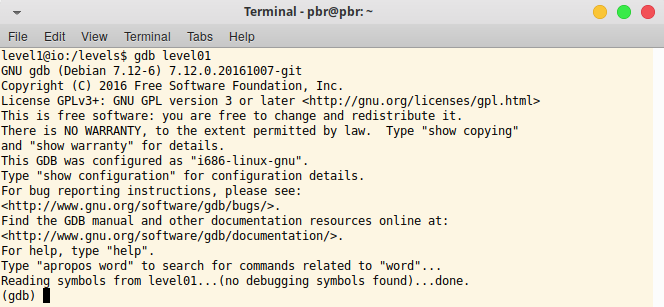 Terminal - pbr@pbr: ~
File Edit View Terminal Tabs Help
level1@io:/levels$ gdb level01
GNU gdb (Debian 7.12-6) 7.12.0.20161007-git
Copyright (C) 2016 Free Software Foundation, Inc.
License GPLv3+: GNU GPL version 3 or later <http://gnu.org/licenses/gpl.html>
This is free software: you are free to change and redistribute it.
There is NO WARRANTY, to the extent permitted by law.  Type "show copying"
and "show warranty" for details.
This GDB was configured as "i686-linux-gnu".
Type "show configuration" for configuration details.
For bug reporting instructions, please see:
<http://www.gnu.org/software/gdb/bugs/>.
Find the GDB manual and other documentation resources online at:
<http://www.gnu.org/software/gdb/documentation/>.
For help, type "help".
Type "apropos word" to search for commands related to "word"...
Reading symbols from level01...(no debugging symbols found)...done.
(gdb)